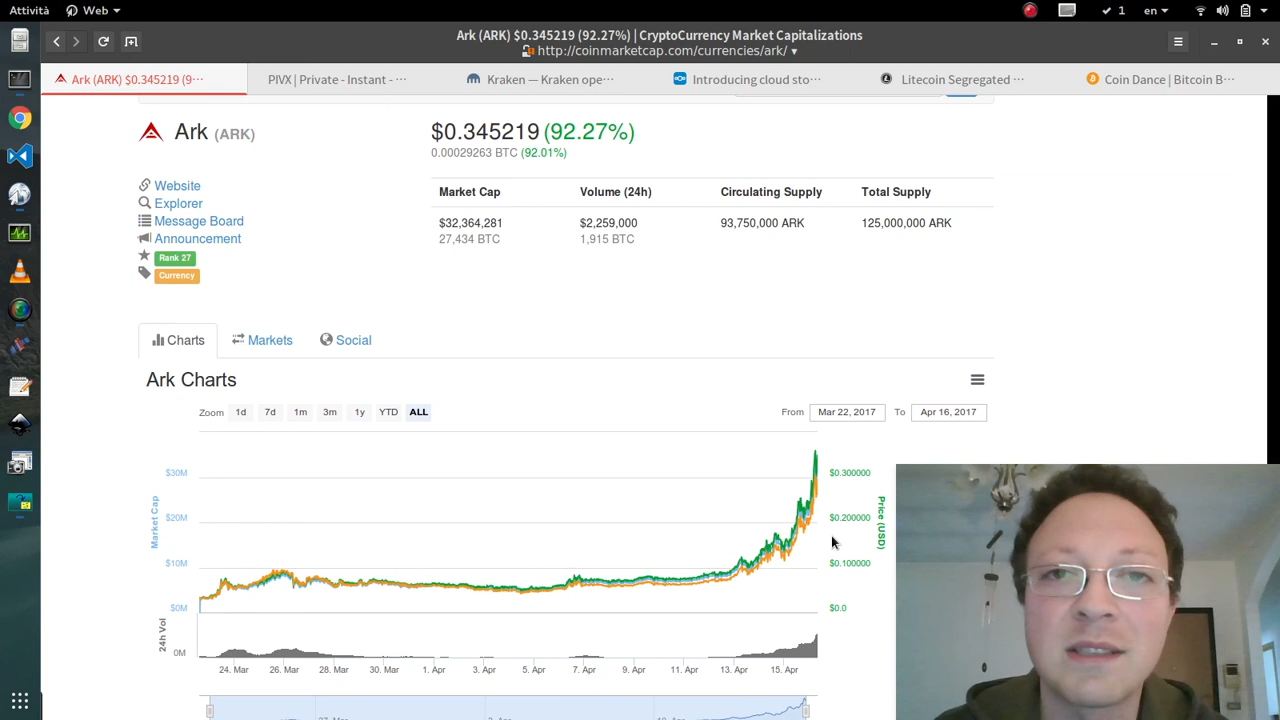 Attività Web 1 en
Ark (ARK) $0.345219 (92.27%) | CryptoCurrency Market Capitalizations
http://coinmarketcap.com/currencies/ark/
Ark (ARK) $0.345219 (9··· PIVX | Private - Instant - ··· Kraken — Kraken ope··· Introducing cloud sto··· Litecoin Segregated ··· Coin Dance | Bitcoin B···
Ark (ARK) $0.345219 (92.27%)
0.00029263 BTC (92.01%)
Website
Explorer
Message Board
Announcement
Rank 27
Currency
Market Cap Volume (24h) Circulating Supply Total Supply
$32,364,281 $2,259,000 93,750,000 ARK 125,000,000 ARK
27,434 BTC 1,915 BTC
Charts Markets Social
Ark Charts
Zoom 1d 7d 1m 3m 1y YTD ALL From Mar 22, 2017 To Apr 16, 2017
$30M $0.300000
$20M $0.200000
$10M $0.100000
$0M $0.0
Market Cap
Price (USD)
24h Vol
0M
24. Mar 26. Mar 28. Mar 30. Mar 1. Apr 3. Apr 5. Apr 7. Apr 9. Apr 11. Apr 13. Apr 15. Apr